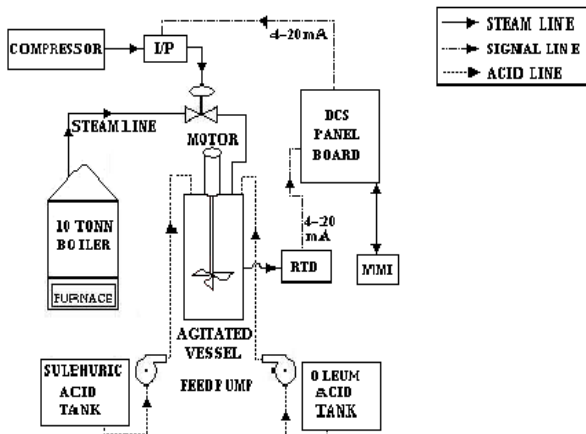 COMPRESSOR
I/P
4-20mA
STEAM LINE
SIGNAL LINE
ACID LINE
STEAM LINE
MOTOR
DCS
PANEL
BOARD
10 TONN
BOILER
FURNACE
4-20
mA
RTD
MMI
AGITATED
VESSEL
FEED PUMP
SULPHURIC
ACID
TANK
OLEUM
ACID
TANK